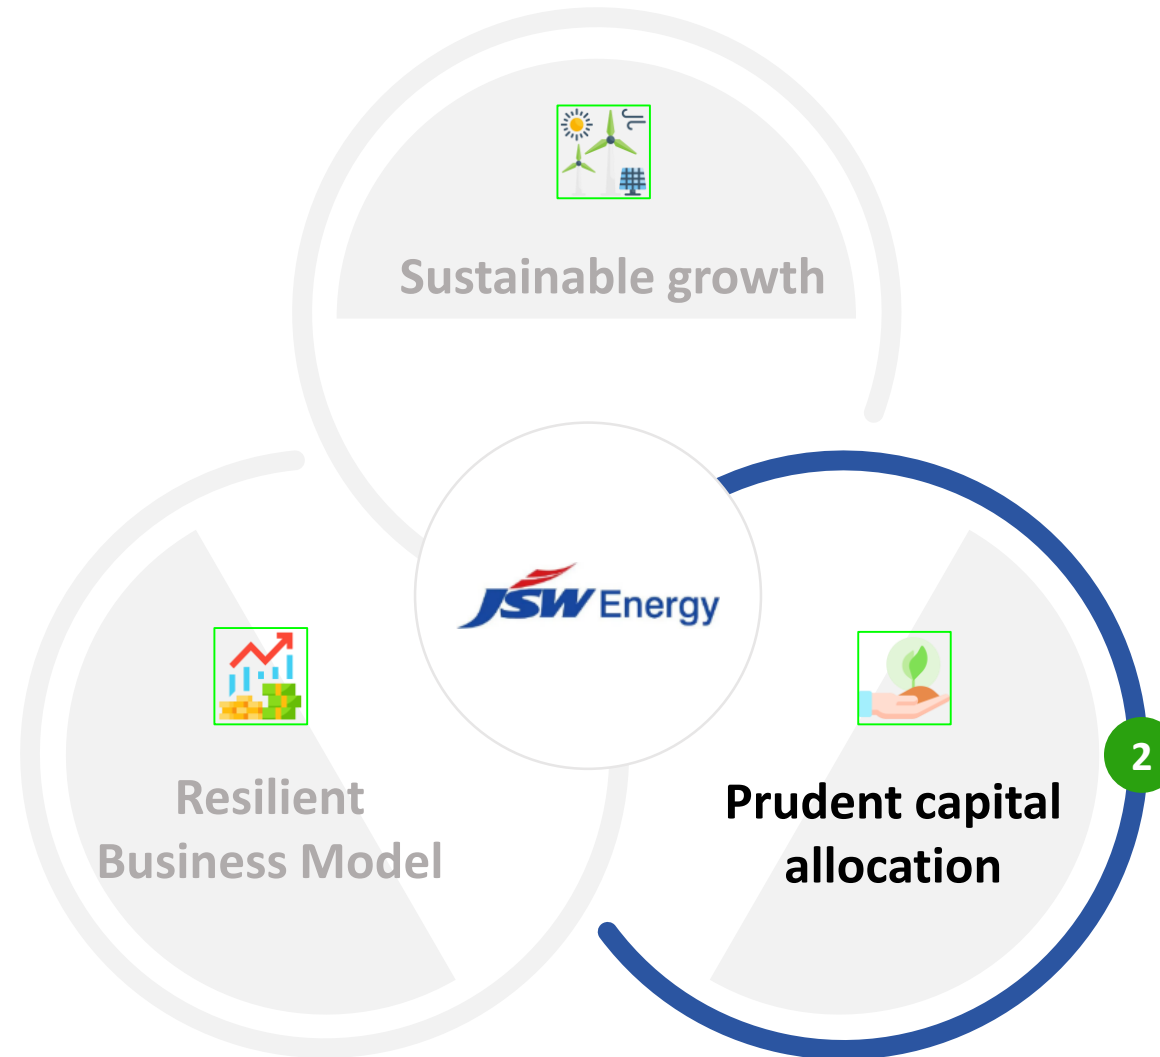 Sustainable growth
JSW Energy
2
Resilient
Business Model
Prudent capital
allocation